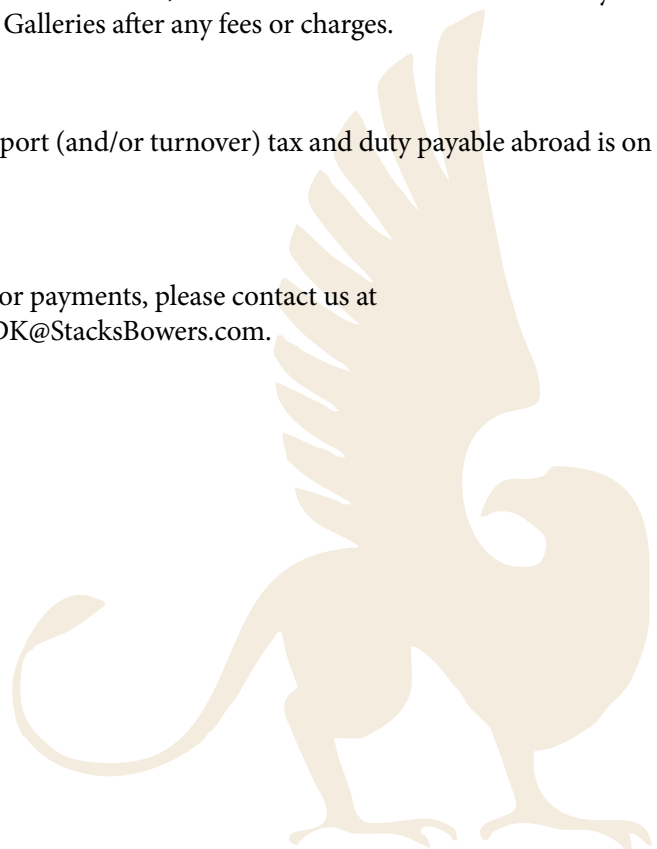 Galleries after any fees or charges.
port (and/or turnover) tax and duty payable abroad is on
or payments, please contact us at
DK@StacksBowers.com.